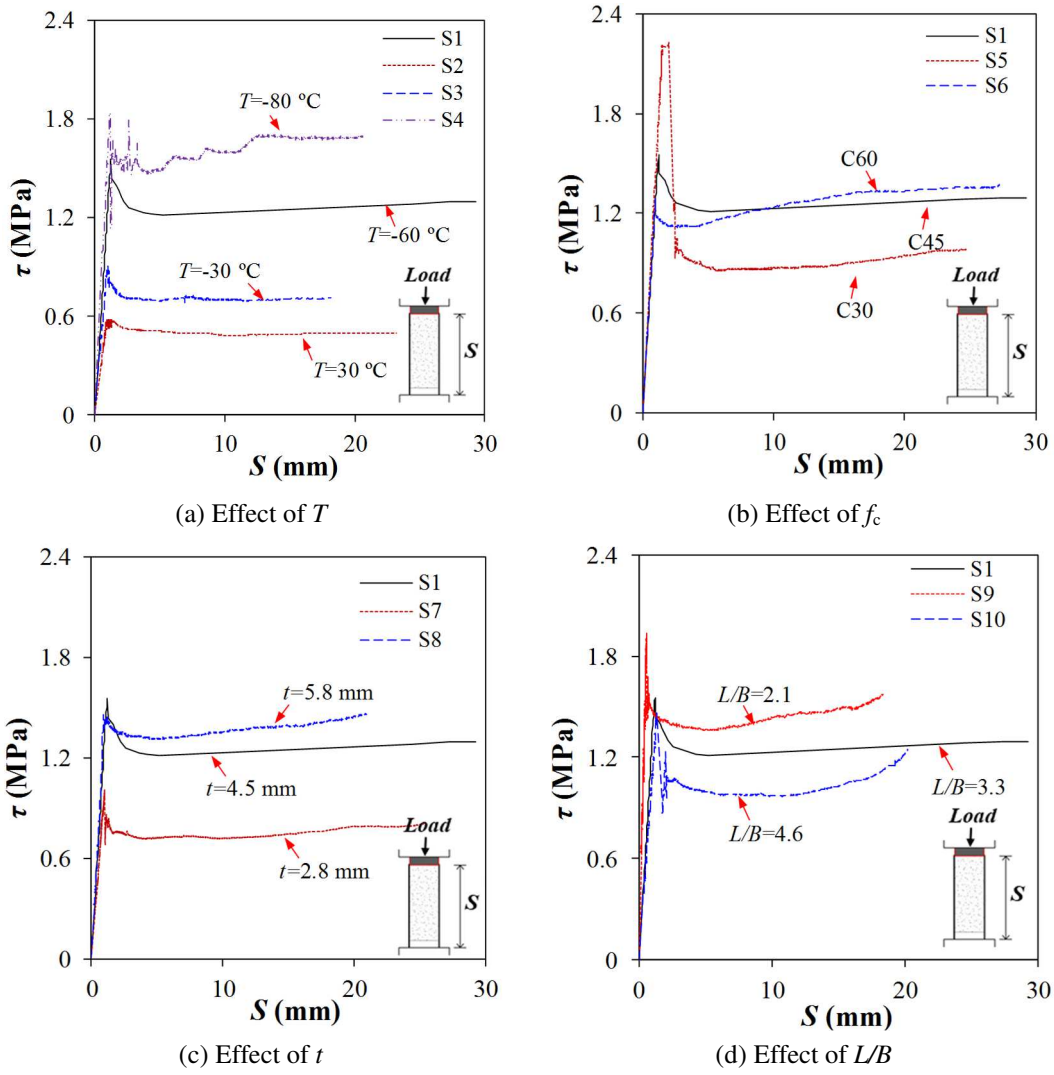 2.4
1.8
1.2
0.6
0
τ (MPa)
S1
S2
S3
S4
T=-80 ºC
T=-60 ºC
T=-30 ºC
T=30 ºC
Load
S
0 10 20 30
S (mm)
(a) Effect of T
2.4
1.8
1.2
0.6
0
τ (MPa)
S1
S5
S6
C60
C45
C30
Load
S
0 10 20 30
S (mm)
(b) Effect of fc
2.4
1.8
1.2
0.6
0
τ (MPa)
S1
S7
S8
t=5.8 mm
t=4.5 mm
t=2.8 mm
Load
S
0 10 20 30
S (mm)
(c) Effect of t
2.4
1.8
1.2
0.6
0
τ (MPa)
S1
S9
S10
L/B=2.1
L/B=3.3
L/B=4.6
Load
S
0 10 20 30
S (mm)
(d) Effect of L/B